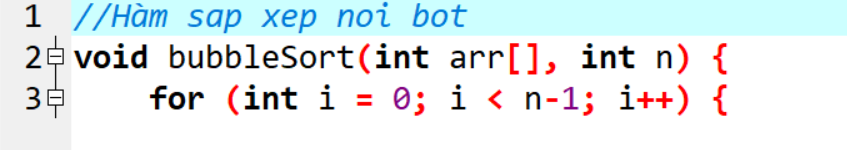 1 //Hàm sap xep noi bot
2 void bubbleSort(int arr[], int n) {
3 for (int i = 0; i < n-1; i++) {